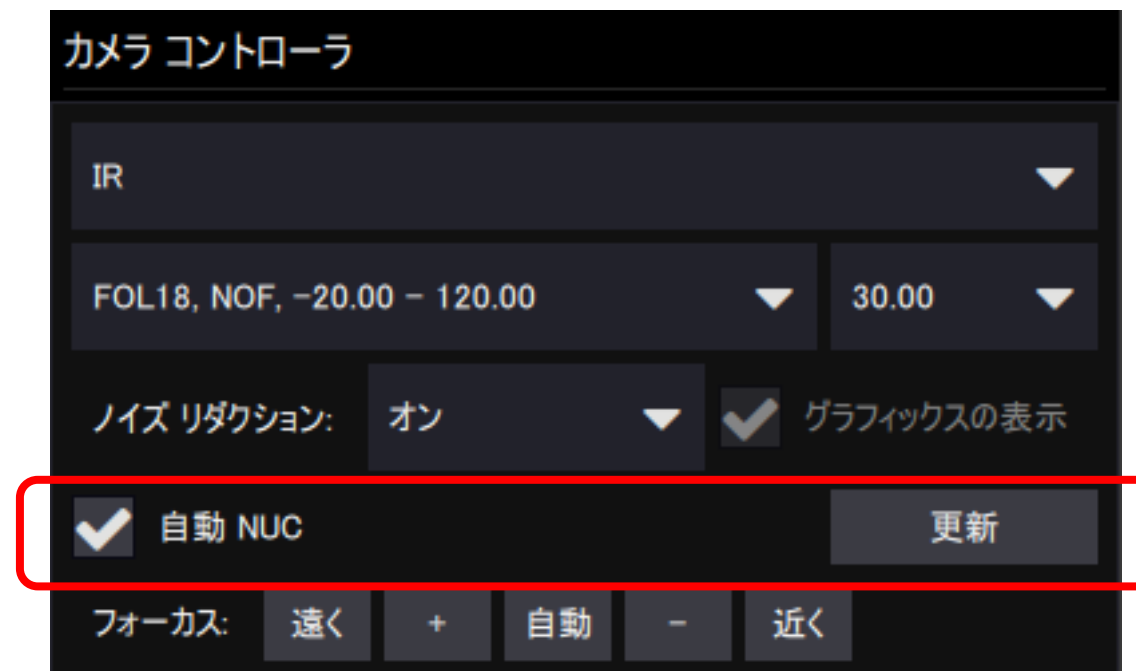 カメラ コントローラ
IR
FOL18, NOF, -20.00 - 120.00 30.00
ノイズ リダクション: オン グラフィックスの表示
自動 NUC 更新
フォーカス: 遠く + 自動 - 近く